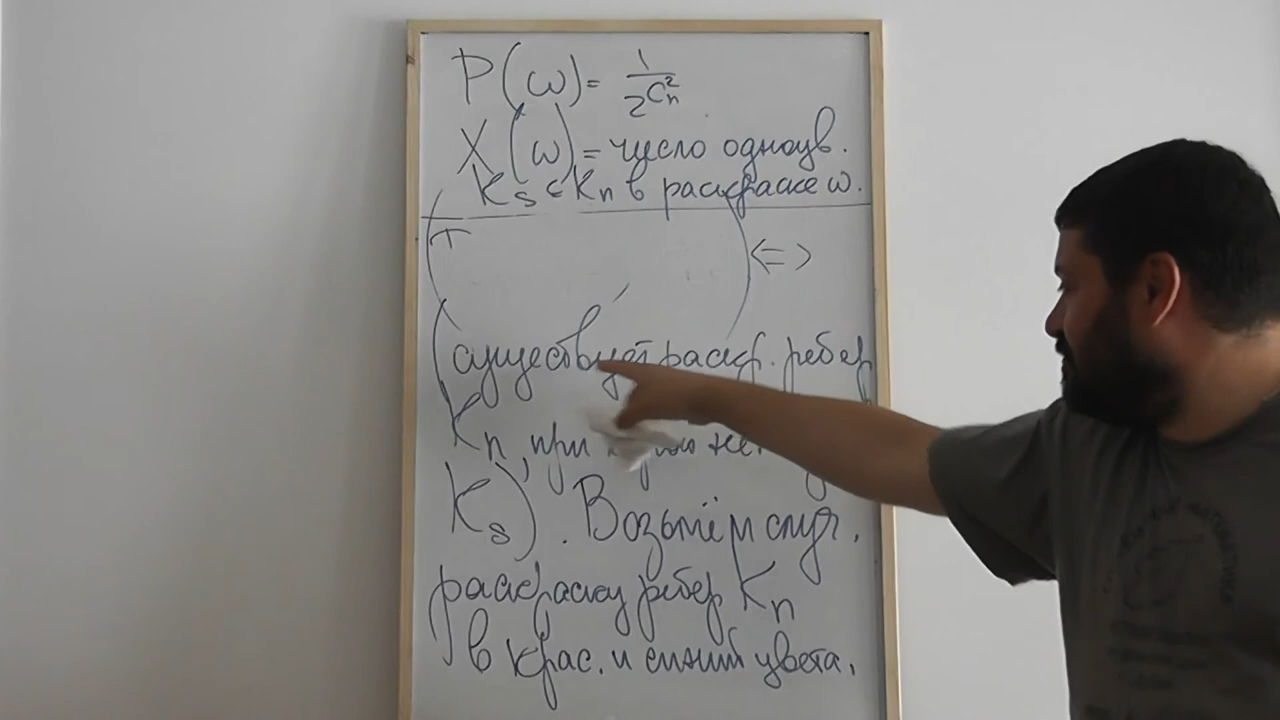 P(ω) = 1/2^{C_n^2}
X(ω) = число одноцв.
K_s ⊂ K_n в раскраске ω.
⇔
(существует раскр. ребер
K_n, при
K_s). Возьмём случ.
раскраску ребер K_n
в крас. и синий цвета.